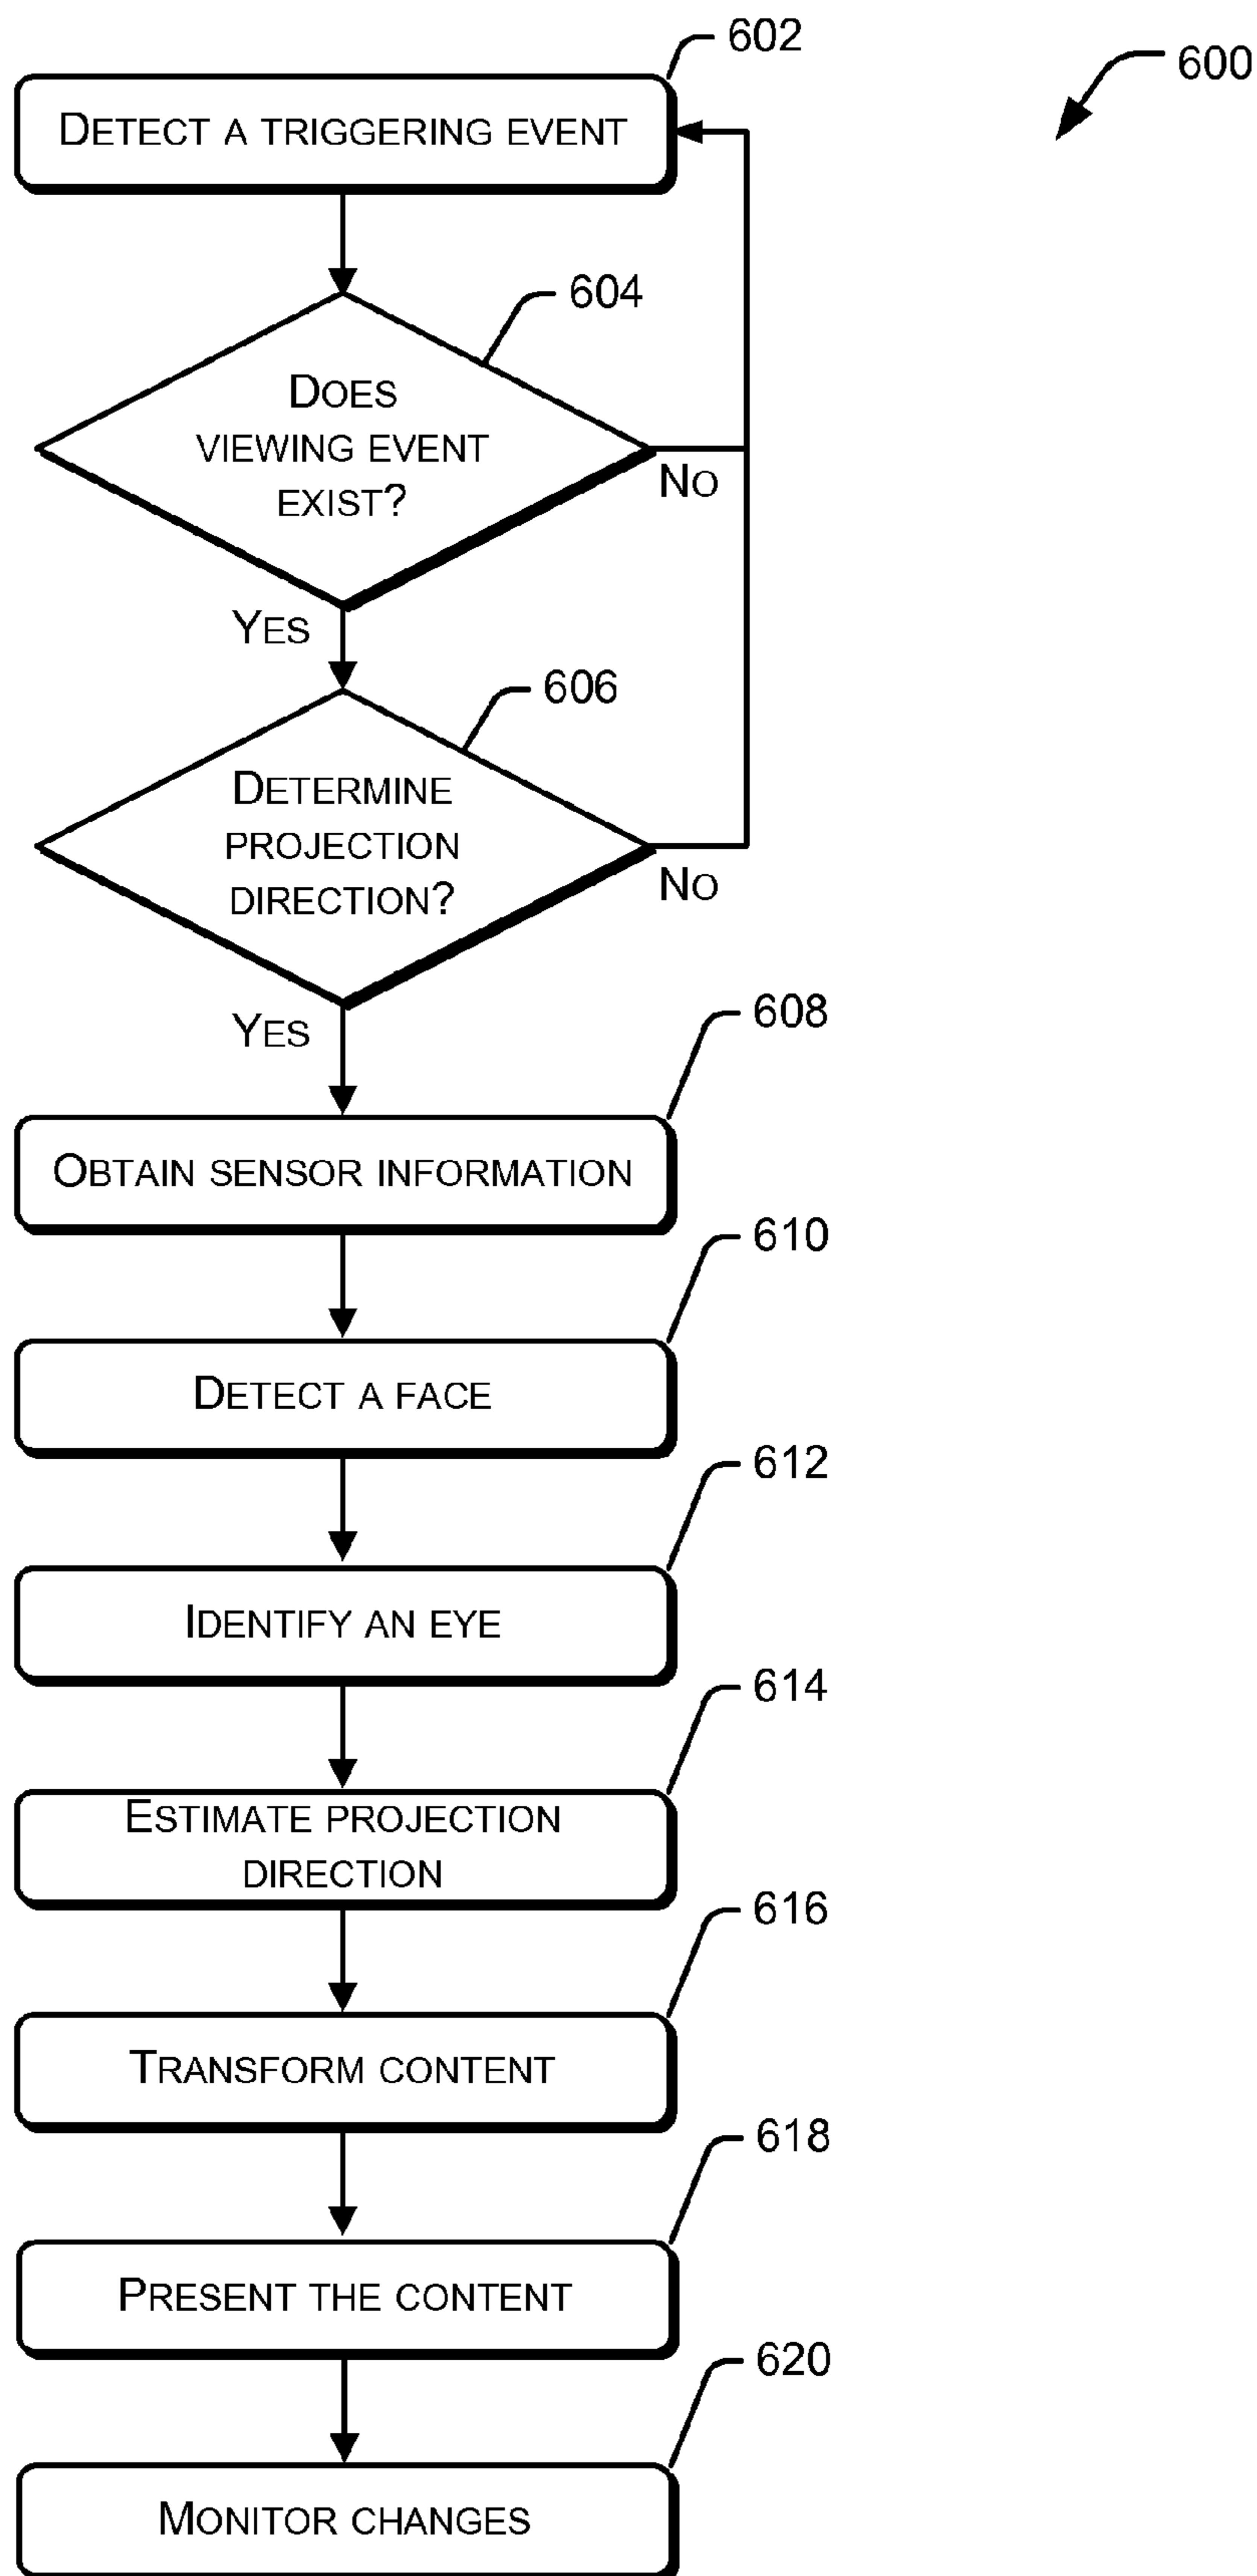 602
600
DETECT A TRIGGERING EVENT
604
DOES
VIEWING EVENT
EXIST?
NO
YES
606
DETERMINE
PROJECTION
DIRECTION?
NO
YES
608
OBTAIN SENSOR INFORMATION
610
DETECT A FACE
612
IDENTIFY AN EYE
614
ESTIMATE PROJECTION
DIRECTION
616
TRANSFORM CONTENT
618
PRESENT THE CONTENT
620
MONITOR CHANGES